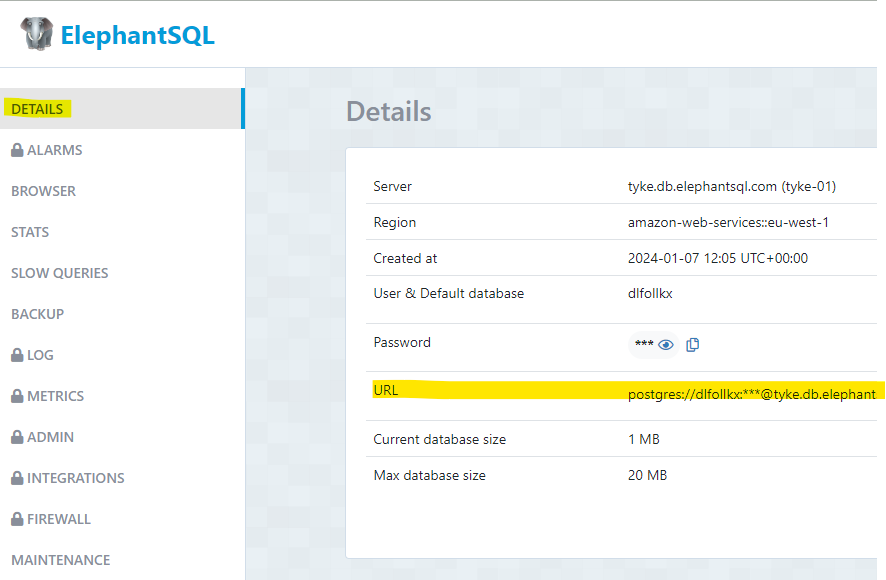 ElephantSQL
DETAILS
ALARMS
BROWSER
STATS
SLOW QUERIES
BACKUP
LOG
METRICS
ADMIN
INTEGRATIONS
FIREWALL
MAINTENANCE
Details
Server tyke.db.elephantsql.com (tyke-01)
Region amazon-web-services::eu-west-1
Created at 2024-01-07 12:05 UTC+00:00
User & Default database dlfollkx
Password ***
URL postgres://dlfollkx:***@tyke.db.elephant
Current database size 1 MB
Max database size 20 MB